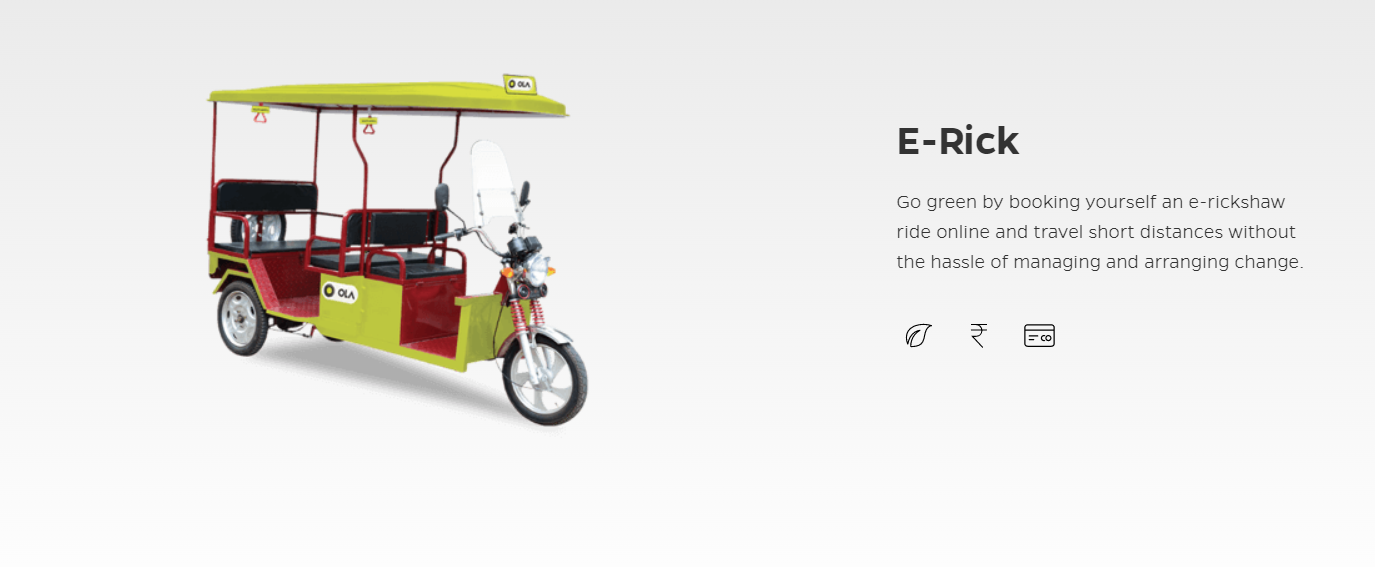 OLA
OLA
E-Rick
Go green by booking yourself an e-rickshaw
ride online and travel short distances without
the hassle of managing and arranging change.